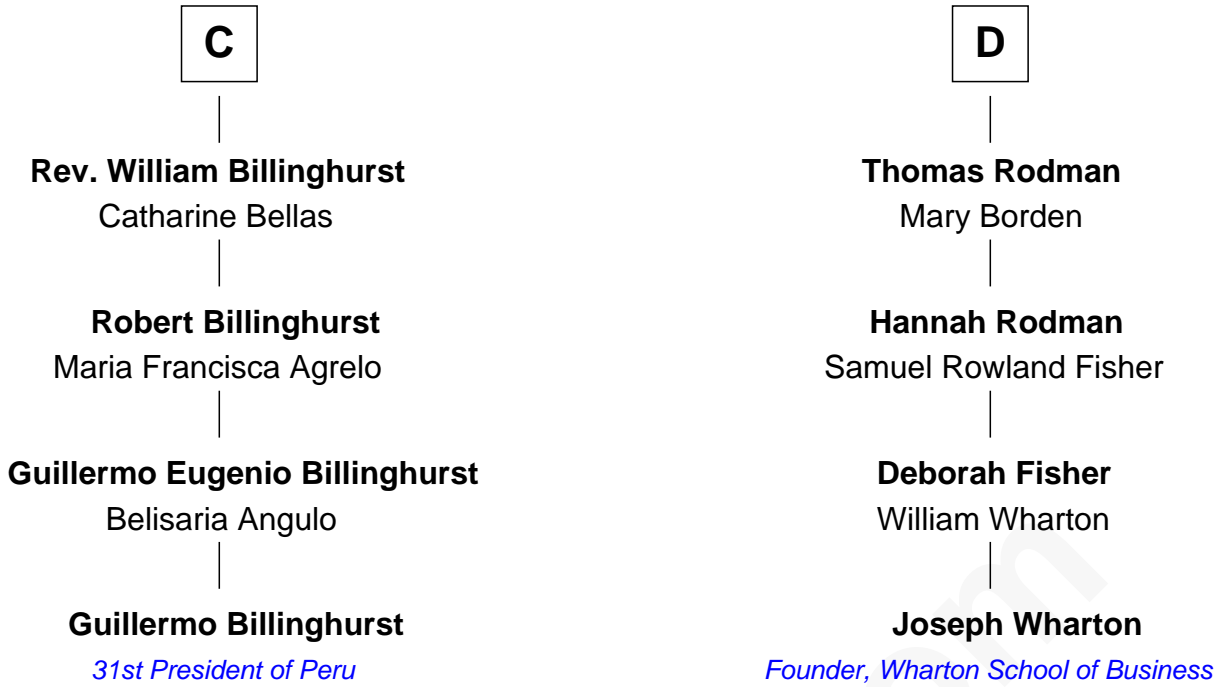 C
Rev. William Billinghurst
Catharine Bellas
Robert Billinghurst
Maria Francisca Agrelo
Guillermo Eugenio Billinghurst
Belisaria Angulo
Guillermo Billinghurst
31st President of Peru
D
Thomas Rodman
Mary Borden
Hannah Rodman
Samuel Rowland Fisher
Deborah Fisher
William Wharton
Joseph Wharton
Founder, Wharton School of Business